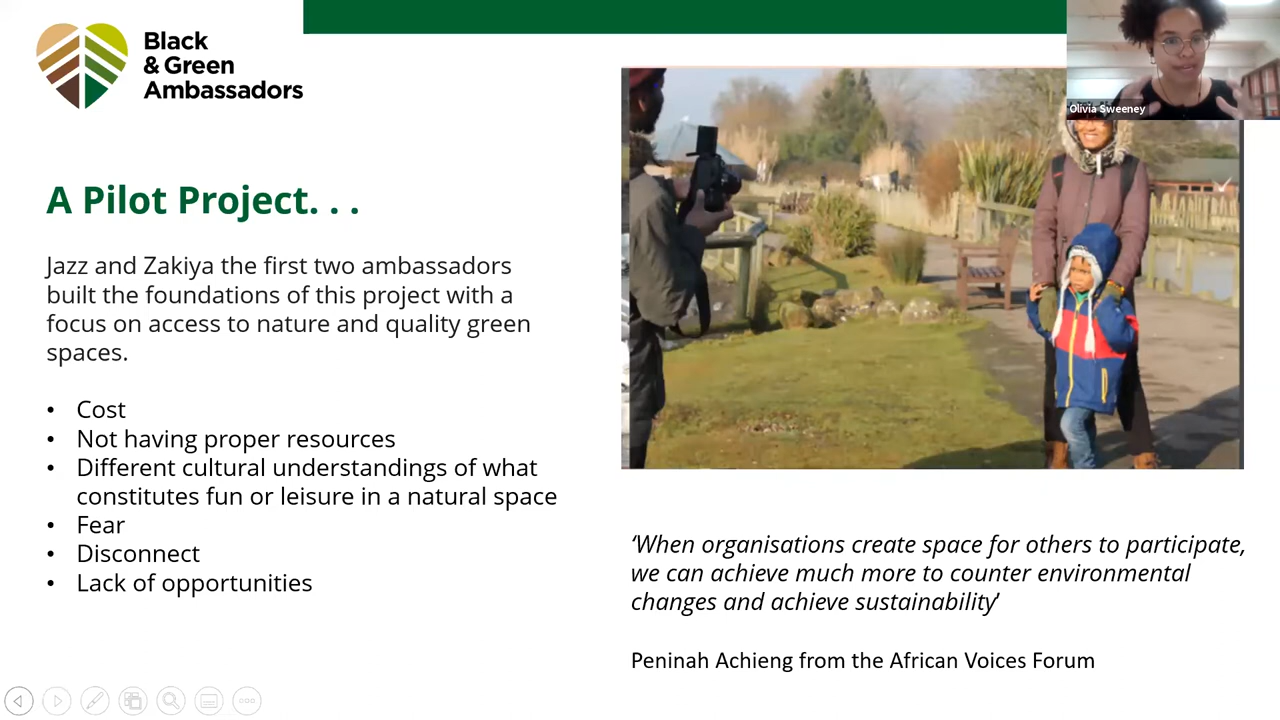 Black
& Green
Ambassadors
Olivia Sweeney
A Pilot Project. . .
Jazz and Zakiya the first two ambassadors
built the foundations of this project with a
focus on access to nature and quality green
spaces.
• Cost
• Not having proper resources
• Different cultural understandings of what
constitutes fun or leisure in a natural space
• Fear
• Disconnect
• Lack of opportunities
‘When organisations create space for others to participate,
we can achieve much more to counter environmental
changes and achieve sustainability’
Peninah Achieng from the African Voices Forum